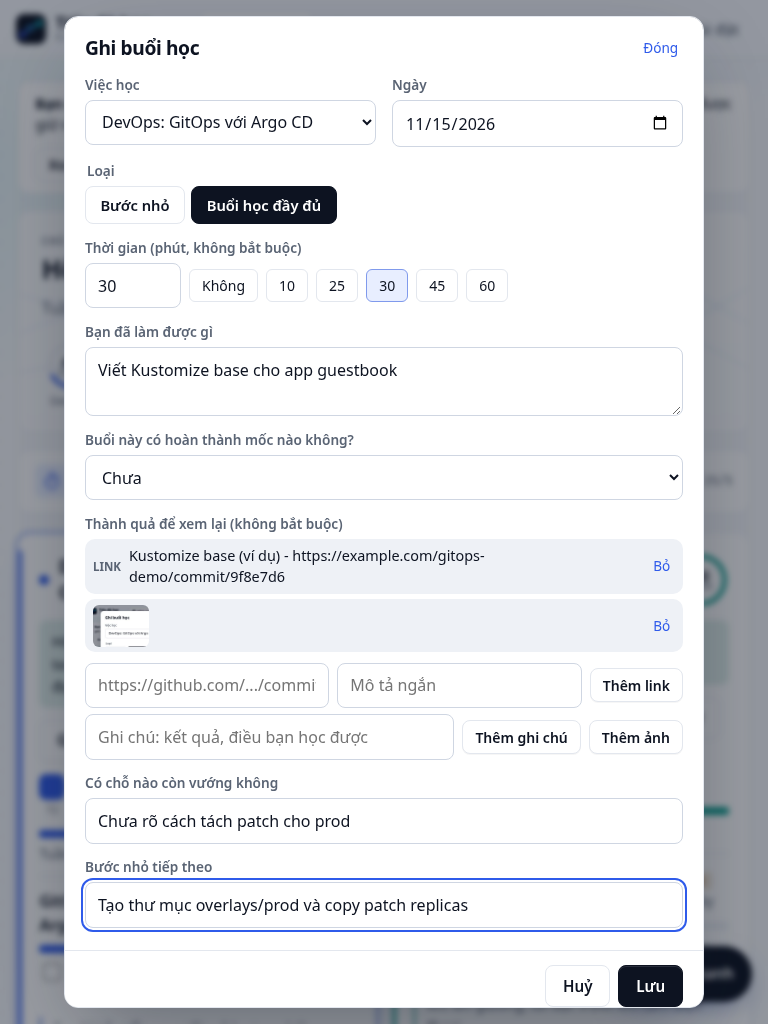 Ghi buổi học
Đóng
Việc học
Ngày
DevOps: GitOps với Argo CD
11/15/2026
Loại
Bước nhỏ
Buổi học đầy đủ
Thời gian (phút, không bắt buộc)
30
Không
10
25
30
45
60
Bạn đã làm được gì
Viết Kustomize base cho app guestbook
Buổi này có hoàn thành mốc nào không?
Chưa
Thành quả để xem lại (không bắt buộc)
LINK
Kustomize base (ví dụ) - https://example.com/gitops-
demo/commit/9f8e7d6
Bỏ
Ghi buổi học
Bỏ
https://github.com/.../commi
Mô tả ngắn
Thêm link
Ghi chú: kết quả, điều bạn học được
Thêm ghi chú
Thêm ảnh
Có chỗ nào còn vướng không
Chưa rõ cách tách patch cho prod
Bước nhỏ tiếp theo
Tạo thư mục overlays/prod và copy patch replicas
Huỷ
Lưu